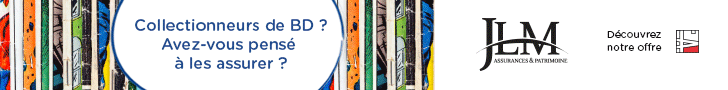 Collectionneurs de BD ?
Avez-vous pensé
à les assurer ?
JLM
ASSURANCES & PATRIMOINE
Découvrez
notre offre